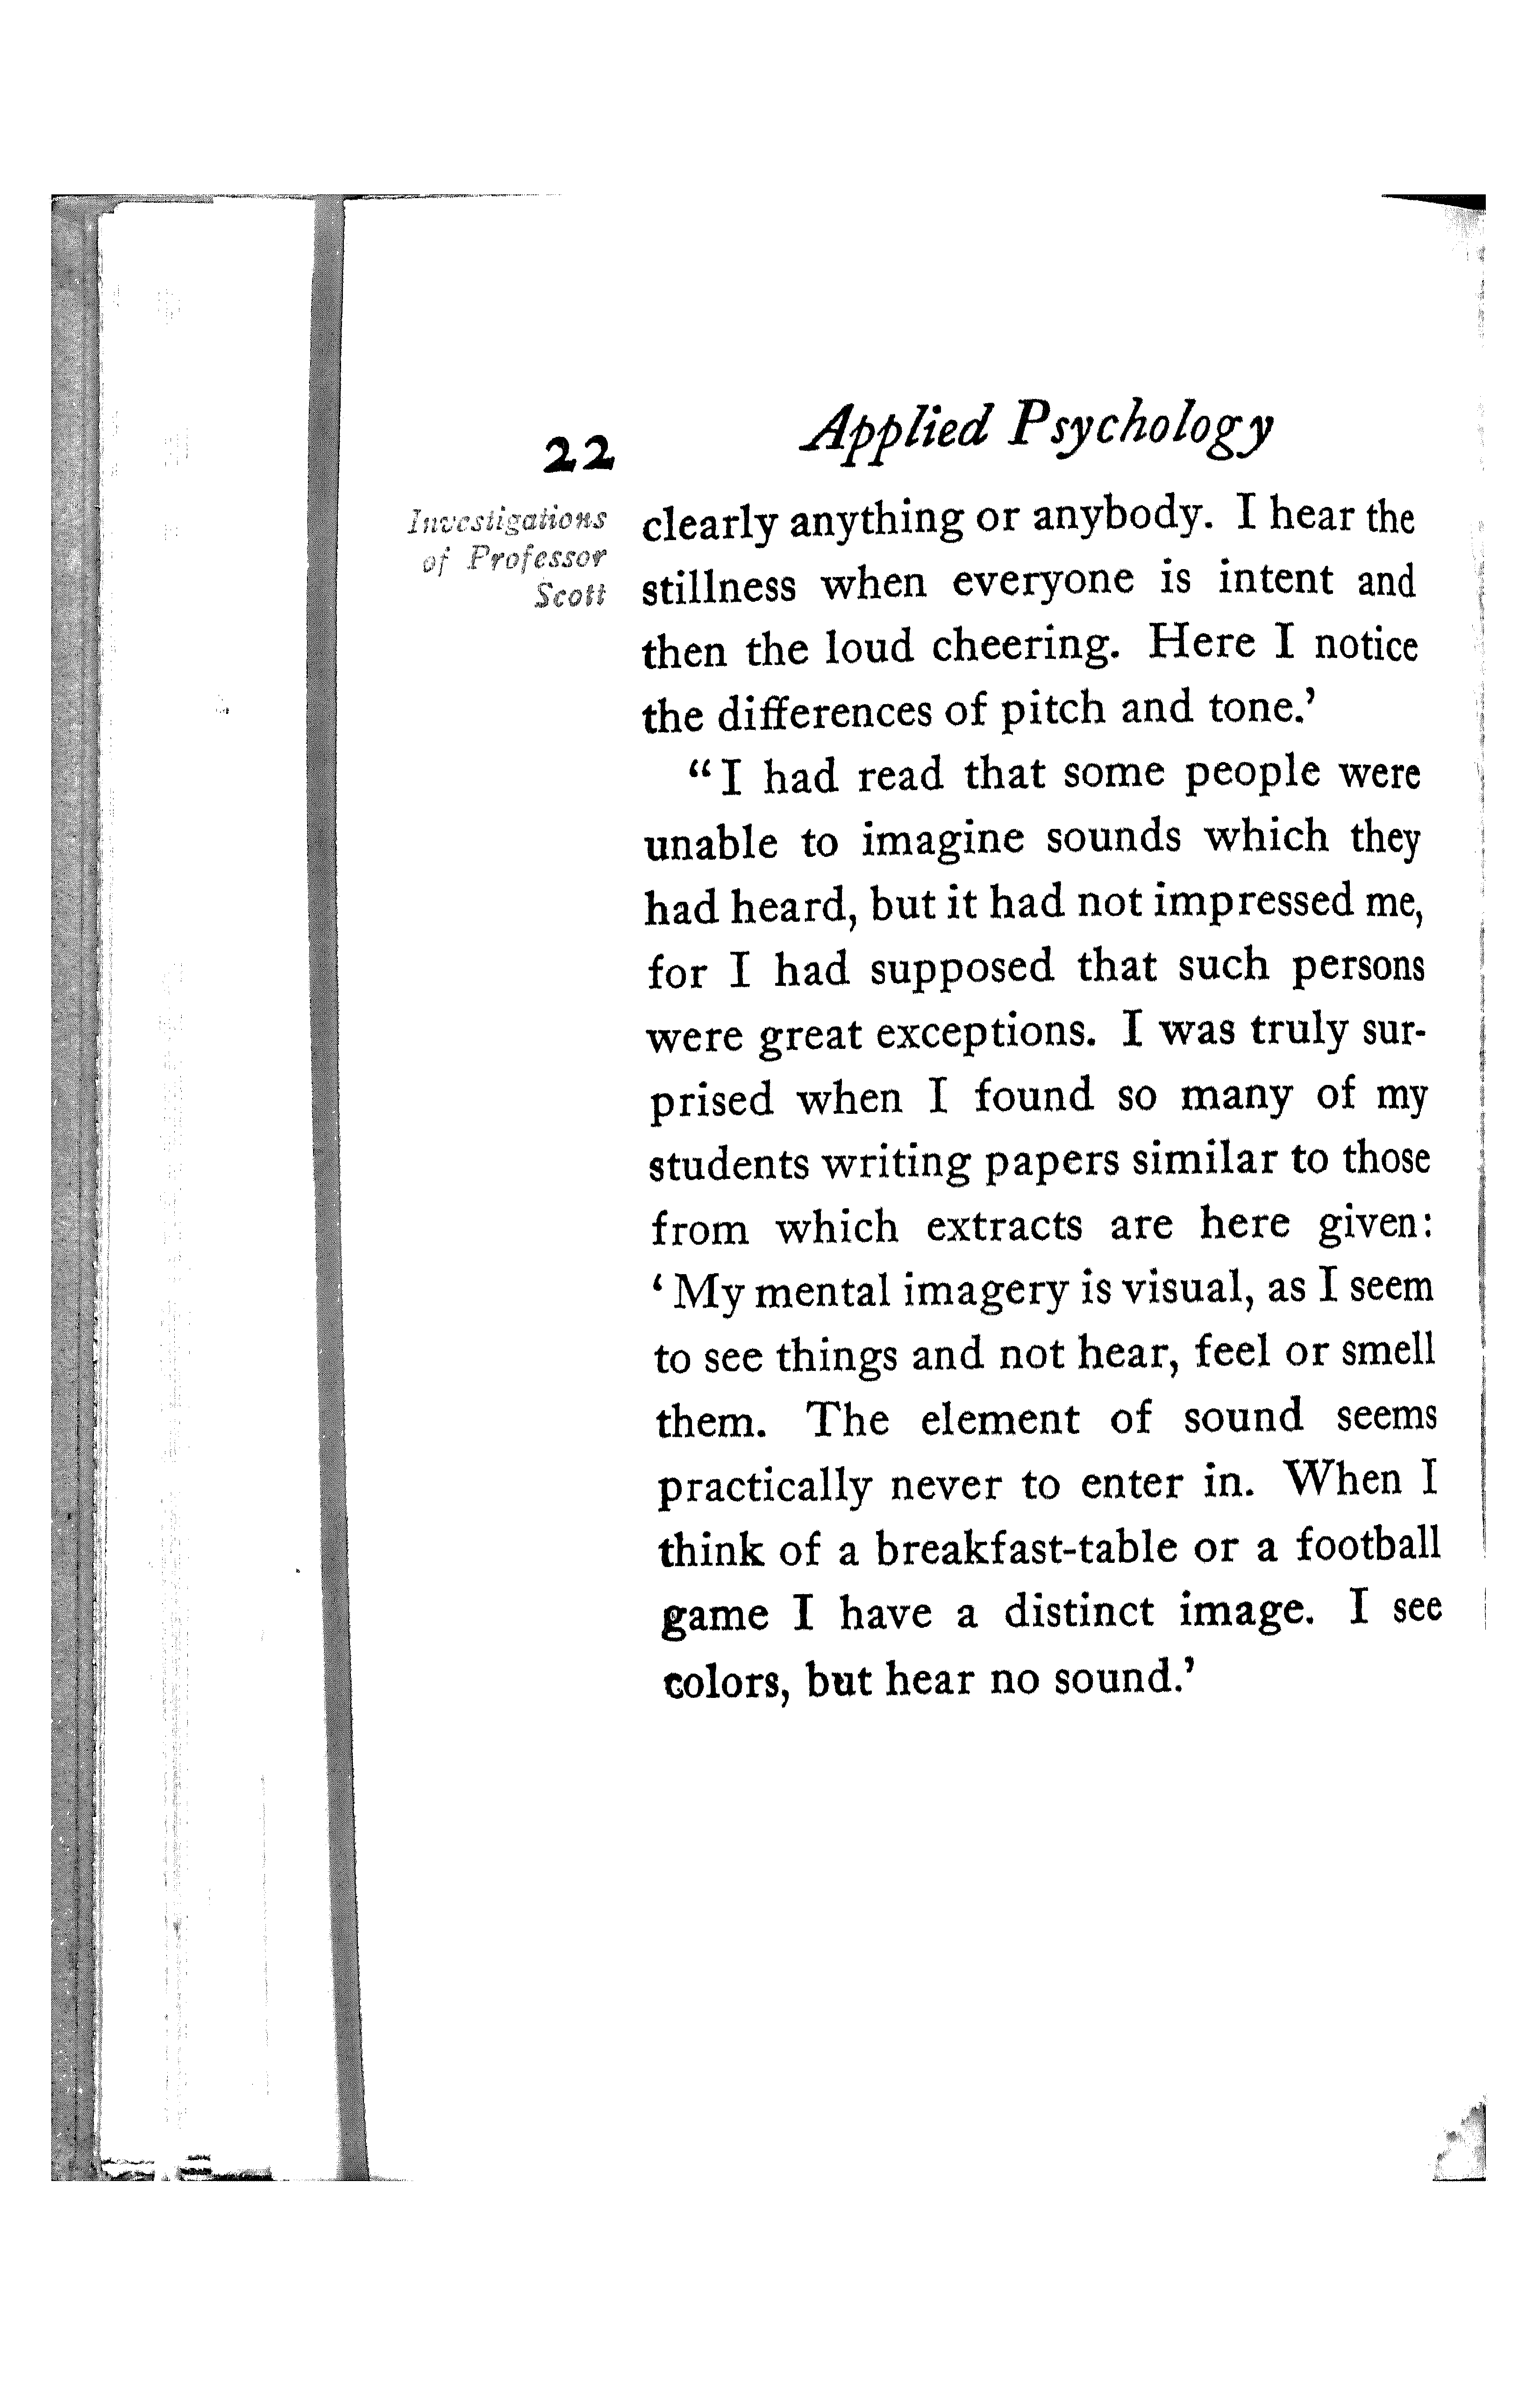 22
Applied Psychology
Investigations
of Professor
Scott
clearly anything or anybody. I hear the
stillness when everyone is intent and
then the loud cheering. Here I notice
the differences of pitch and tone.’
“I had read that some people were
unable to imagine sounds which they
had heard, but it had not impressed me,
for I had supposed that such persons
were great exceptions. I was truly sur-
prised when I found so many of my
students writing papers similar to those
from which extracts are here given:
‘My mental imagery is visual, as I seem
to see things and not hear, feel or smell
them. The element of sound seems
practically never to enter in. When I
think of a breakfast-table or a football
game I have a distinct image. I see
colors, but hear no sound.’